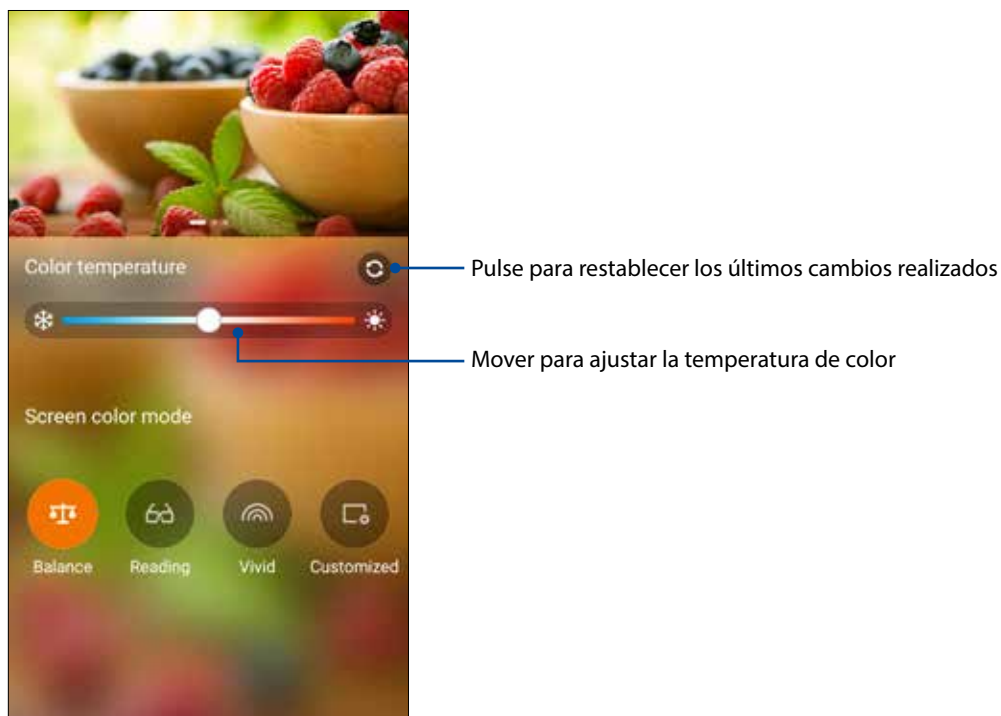 Color temperature
Pulse para restablecer los últimos cambios realizados
Mover para ajustar la temperatura de color
Screen color mode
Balance Reading Vivid Customized